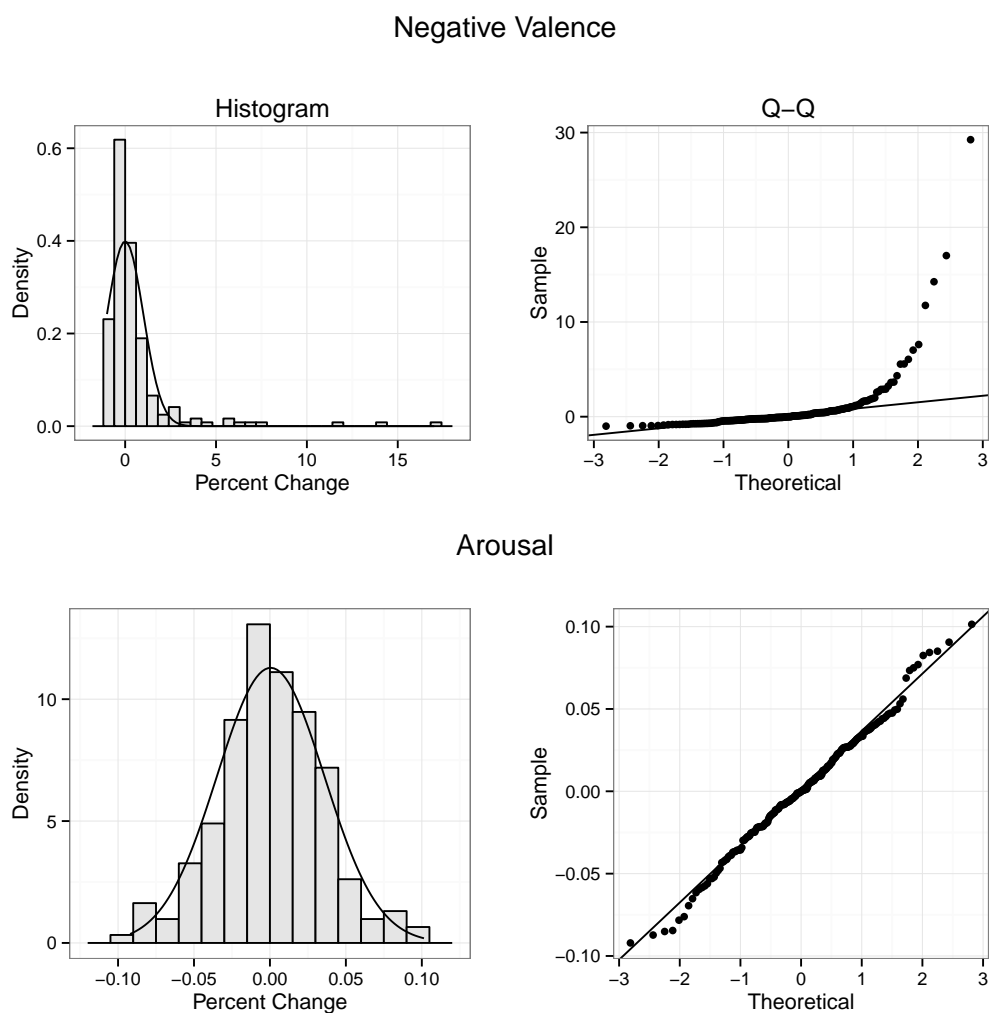 Negative Valence
Histogram
0.6
0.4
0.2
0.0
Density
0 5 10 15
Percent Change
Q−Q
30
20
10
0
Sample
−3 −2 −1 0 1 2 3
Theoretical
Arousal
10
5
0
Density
−0.10 −0.05 0.00 0.05 0.10
Percent Change
0.10
0.05
0.00
−0.05
−0.10
Sample
−3 −2 −1 0 1 2 3
Theoretical